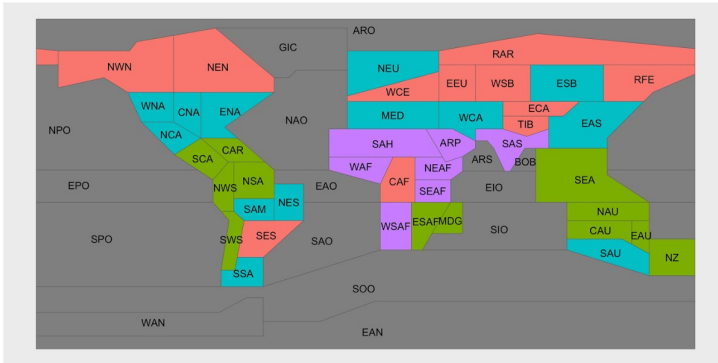 ARO
GIC
NWN
NEN
NEU
RAR
WCE
EEU
WSB
ESB
RFE
WNA
CNA
ENA
NAO
MED
WCA
ECA
TIB
EAS
NPO
NCA
SCA
CAR
SAH
ARP
SAS
WAF
NEAF
ARS
BOB
EPO
NWS
NSA
EAO
CAF
SEAF
EIO
SEA
SAM
NES
SPO
SWS
SES
SAO
WSAF
ESAF
MDG
SIO
NAU
CAU
EAU
SAU
NZ
SSA
SOO
WAN
EAN